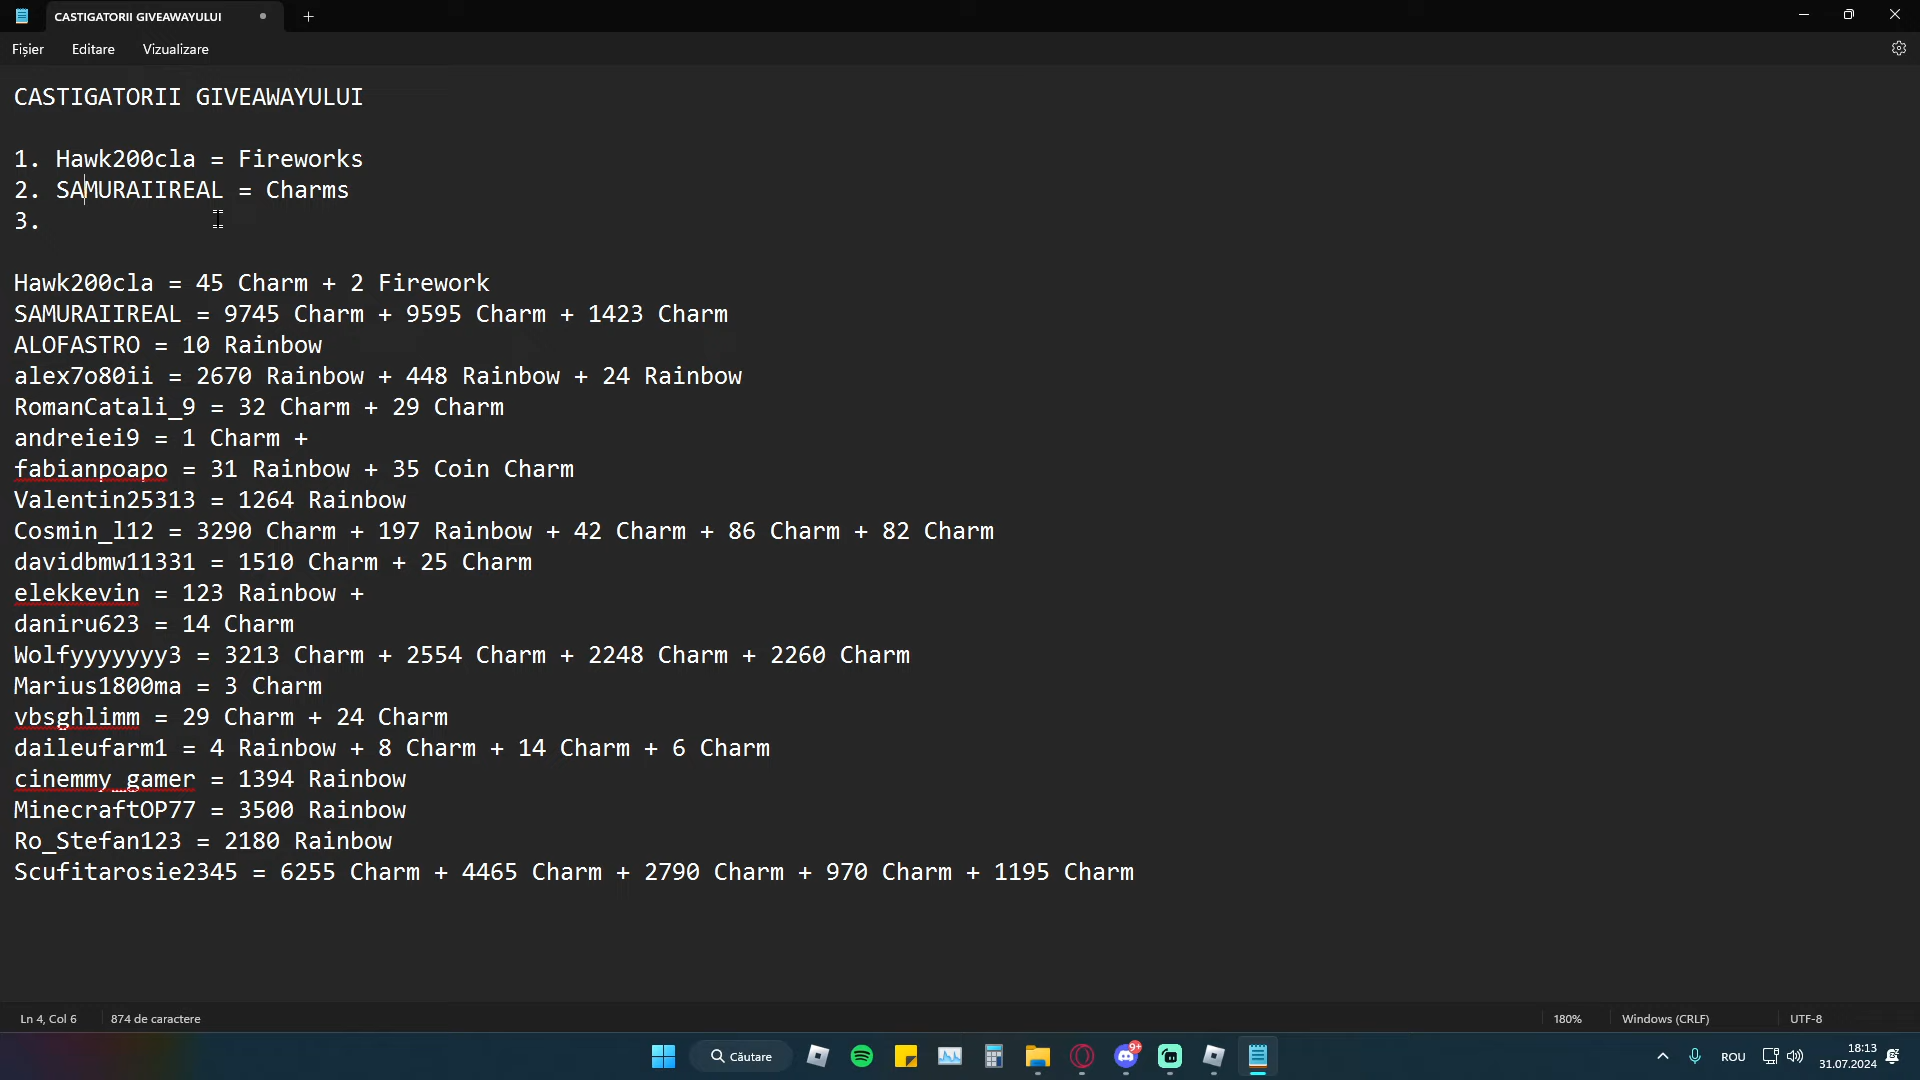 CASTIGATORII GIVEAWAYULUI
Fișier Editare Vizualizare
CASTIGATORII GIVEAWAYULUI
1. Hawk200cla = Fireworks
2. SAMURAIIREAL = Charms
3.
Hawk200cla = 45 Charm + 2 Firework
SAMURAIIREAL = 9745 Charm + 9595 Charm + 1423 Charm
ALOFASTRO = 10 Rainbow
alex7o80ii = 2670 Rainbow + 448 Rainbow + 24 Rainbow
RomanCatali_9 = 32 Charm + 29 Charm
andreiei9 = 1 Charm +
fabianpoapo = 31 Rainbow + 35 Coin Charm
Valentin25313 = 1264 Rainbow
Cosmin_l12 = 3290 Charm + 197 Rainbow + 42 Charm + 86 Charm + 82 Charm
davidbmw11331 = 1510 Charm + 25 Charm
elekkevin = 123 Rainbow +
daniru623 = 14 Charm
Wolfyyyyyyy3 = 3213 Charm + 2554 Charm + 2248 Charm + 2260 Charm
Marius1800ma = 3 Charm
vbsghlimm = 29 Charm + 24 Charm
daileufarm1 = 4 Rainbow + 8 Charm + 14 Charm + 6 Charm
cinemmy_gamer = 1394 Rainbow
MinecraftOP77 = 3500 Rainbow
Ro_Stefan123 = 2180 Rainbow
Scufitarosie2345 = 6255 Charm + 4465 Charm + 2790 Charm + 970 Charm + 1195 Charm
Ln 4, Col 6 874 de caractere 180% Windows (CRLF) UTF-8
Căutare 9+ ROU 18:13
31.07.2024